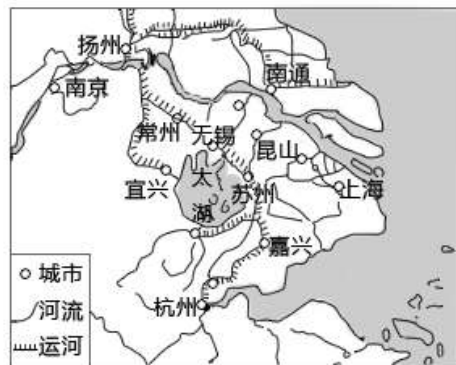 扬州
南京
南通
常州
无锡
昆山
宜兴
太
湖
苏州
上海
嘉兴
杭州
城市
河流
运河